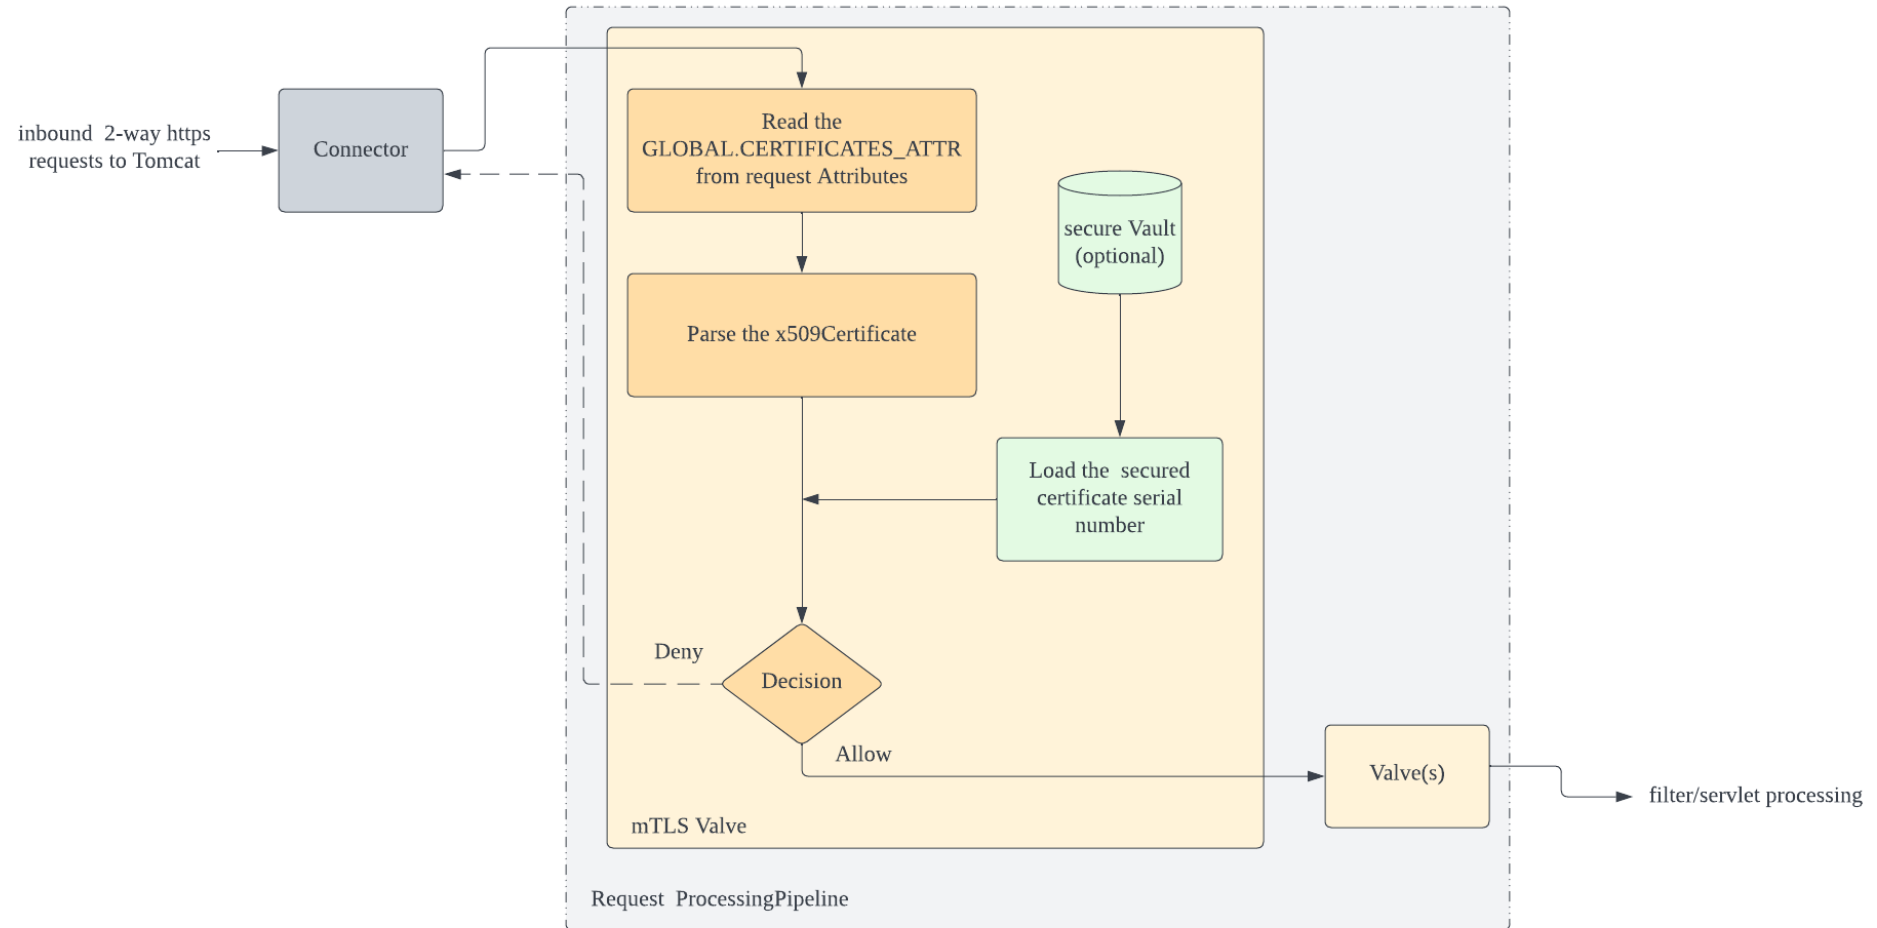 inbound  2-way https
requests to Tomcat
Connector
Read the
GLOBAL.CERTIFICATES_ATTR
from request Attributes
secure Vault
(optional)
Parse the x509Certificate
Load the  secured
certificate serial
number
Deny
Decision
Allow
Valve(s)
filter/servlet processing
mTLS Valve
Request  ProcessingPipeline